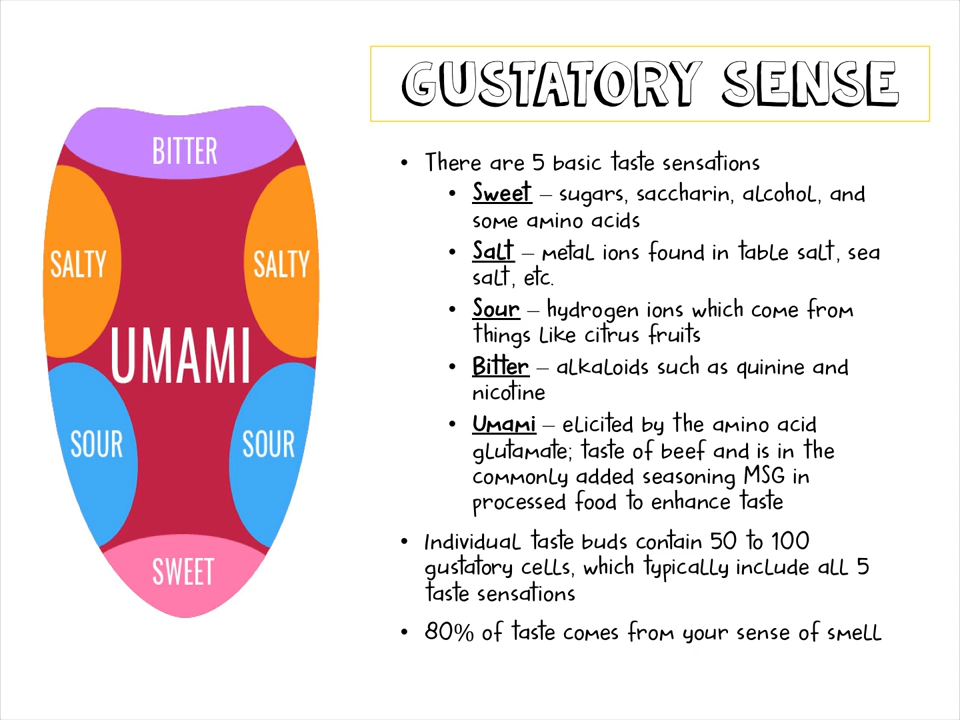 GUSTATORY SENSE
BITTER
SALTY
SALTY
UMAMI
SOUR
SOUR
SWEET
• There are 5 basic taste sensations
• Sweet – sugars, saccharin, alcohol, and
some amino acids
• Salt – metal ions found in table salt, sea
salt, etc.
• Sour – hydrogen ions which come from
things like citrus fruits
• Bitter – alkaloids such as quinine and
nicotine
• Umami – elicited by the amino acid
glutamate; taste of beef and is in the
commonly added seasoning MSG in
processed food to enhance taste
• Individual taste buds contain 50 to 100
gustatory cells, which typically include all 5
taste sensations
• 80% of taste comes from your sense of smell